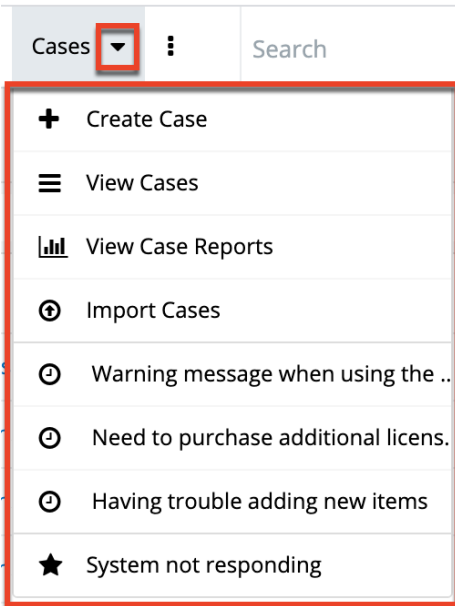 Cases
Search
Create Case
View Cases
View Case Reports
Import Cases
Warning message when using the ..
Need to purchase additional licens.
Having trouble adding new items
System not responding